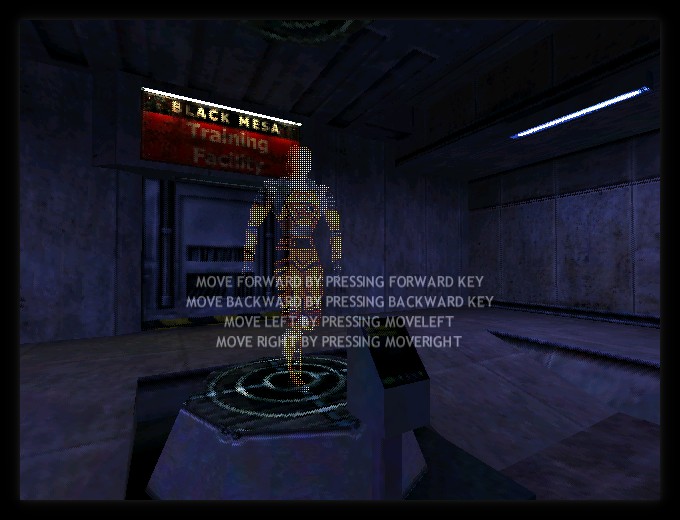 BLACK MESA
Training
Facility
MOVE FORWARD BY PRESSING FORWARD KEY
MOVE BACKWARD BY PRESSING BACKWARD KEY
MOVE LEFT BY PRESSING MOVELEFT
MOVE RIGHT BY PRESSING MOVERIGHT